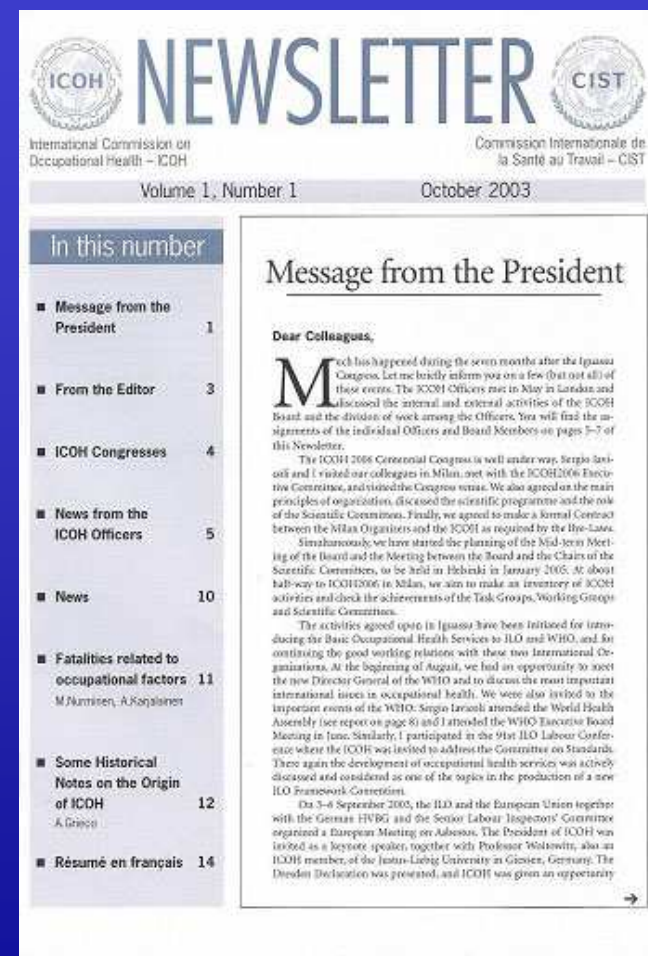 ICOH
NEWSLETTER
CIST
International Commission on
Occupational Health – ICOH
Commission Internationale de
la Santé au Travail – CIST
Volume 1, Number 1 October 2003
In this number
■ Message from the
President 1
■ From the Editor 3
■ ICOH Congresses 4
■ News from the
ICOH Officers 5
■ News 10
■ Fatalities related to
occupational factors 11
M.Nurminen, A.Karjalainen
■ Some Historical
Notes on the Origin
of ICOH 12
A.Grieco
■ Résumé en français 14
Message from the President
Dear Colleagues,
Much has happened during the seven months after the Iguassu
Congress. Let me briefly inform you on a few (but not all) of
these events. The ICOH Officers met in May in London and
discussed the internal and external activities of the ICOH
Board and the division of work among the Officers. You will find the as-
signments of the individual Officers and Board Members on pages 5–7 of
this Newsletter.
The ICOH 2006 Centennial Congress is well under way. Sergio Iavi-
coli and I visited our colleagues in Milan, met with the ICOH2006 Execu-
tive Committee, and visited the Congress venue. We also agreed on the main
principles of organization, discussed the scientific programme and the role
of the Scientific Committees. Finally, we agreed to make a formal Contract
between the Milan Organizers and the ICOH as required by the Bye-Laws.
Simultaneously, we have started the planning of the Mid-term Meet-
ing of the Board and the Meeting between the Board and the Chairs of the
Scientific Committees, to be held in Helsinki in January 2005. At about
half-way to ICOH2006 in Milan, we aim to make an inventory of ICOH
activities and check the achievements of the Task Groups, Working Groups
and Scientific Committees.
The activities agreed upon in Iguassu have been initiated for intro-
ducing the Basic Occupational Health Services to ILO and WHO, and for
continuing the good working relations with these two International Or-
ganizations. At the beginning of August, we had an opportunity to meet
the new Director General of the WHO and to discuss the most important
international issues in occupational health. We were also invited to the
important events of the WHO: Sergio Iavicoli attended the World Health
Assembly (see report on page 8) and I attended the WHO Executive Board
Meeting in June. Similarly, I participated in the 91st ILO Labour Confer-
ence where the ICOH was invited to address the Committee on Standards.
There again the development of occupational health services was actively
discussed and considered as one of the topics in the production of a new
ILO Framework Convention.
On 3–6 September 2003, the ILO and the European Union together
with the German HVBG and the Senior Labour Inspectors' Committee
organized a European Meeting on Asbestos. The President of ICOH was
invited as a keynote speaker, together with Professor Woitowitz, also an
ICOH member, of the Justus-Liebig University in Giessen, Germany. The
Dresden Declaration was presented, and ICOH was given an opportunity
→